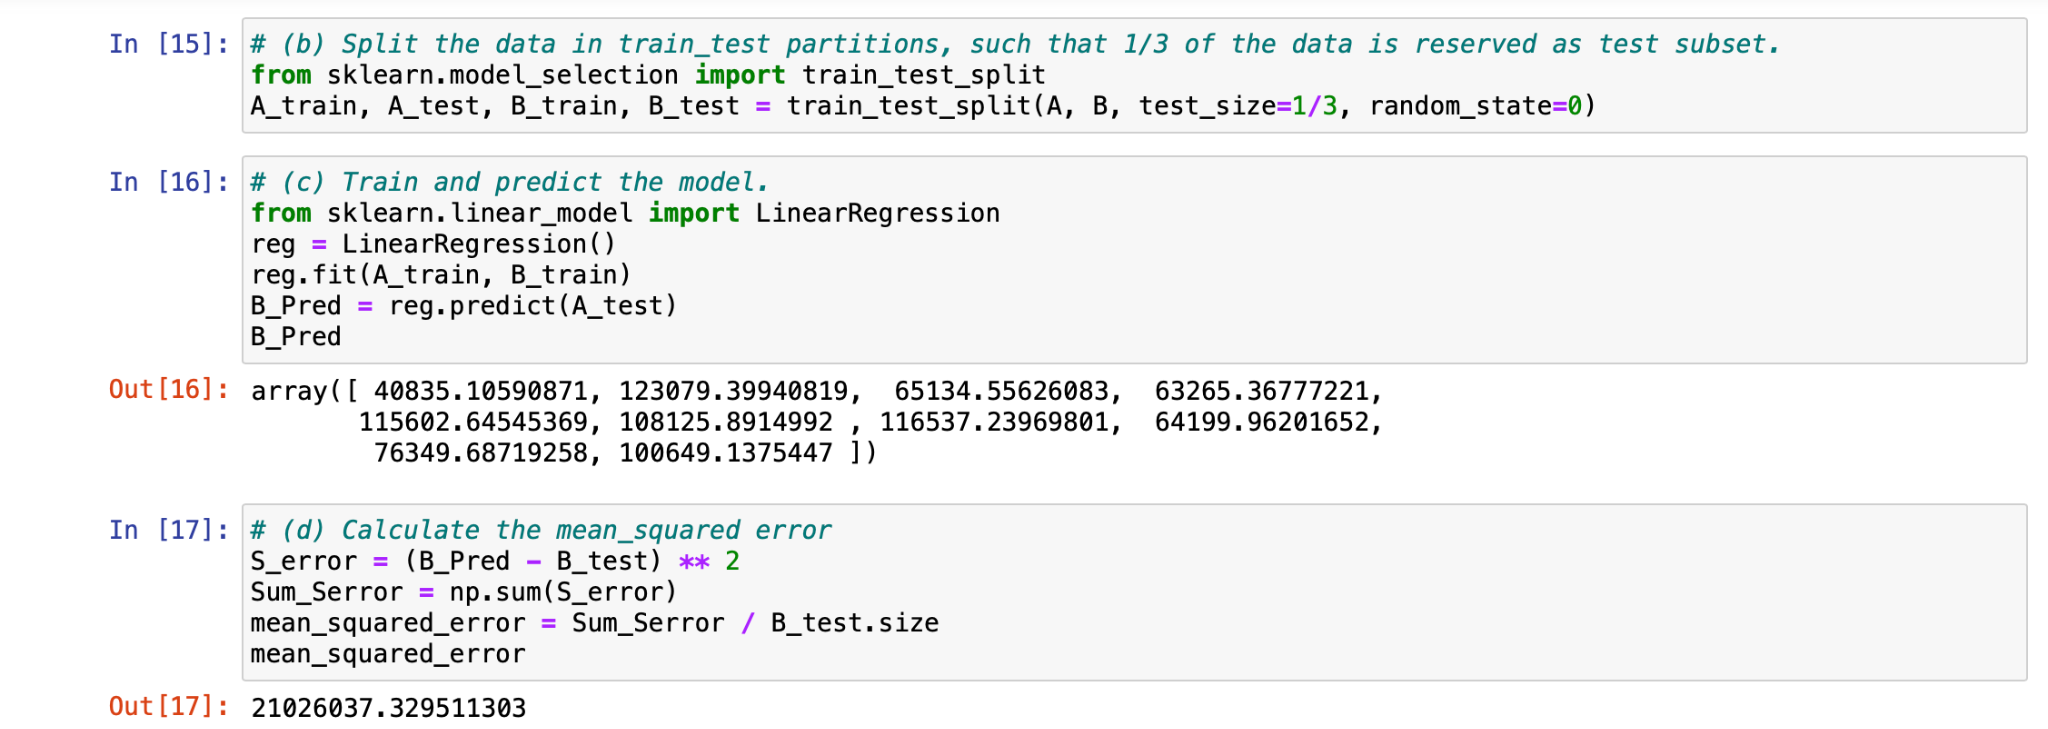 In [15]: # (b) Split the data in train_test partitions, such that 1/3 of the data is reserved as test subset.
from sklearn.model_selection import train_test_split
A_train, A_test, B_train, B_test = train_test_split(A, B, test_size=1/3, random_state=0)
In [16]: # (c) Train and predict the model.
from sklearn.linear_model import LinearRegression
reg = LinearRegression()
reg.fit(A_train, B_train)
B_Pred = reg.predict(A_test)
B_Pred
Out[16]: array([ 40835.10590871, 123079.39940819,  65134.55626083,  63265.36777221,
115602.64545369, 108125.8914992 , 116537.23969801,  64199.96201652,
76349.68719258, 100649.1375447 ])
In [17]: # (d) Calculate the mean_squared error
S_error = (B_Pred - B_test) ** 2
Sum_Serror = np.sum(S_error)
mean_squared_error = Sum_Serror / B_test.size
mean_squared_error
Out[17]: 21026037.329511303